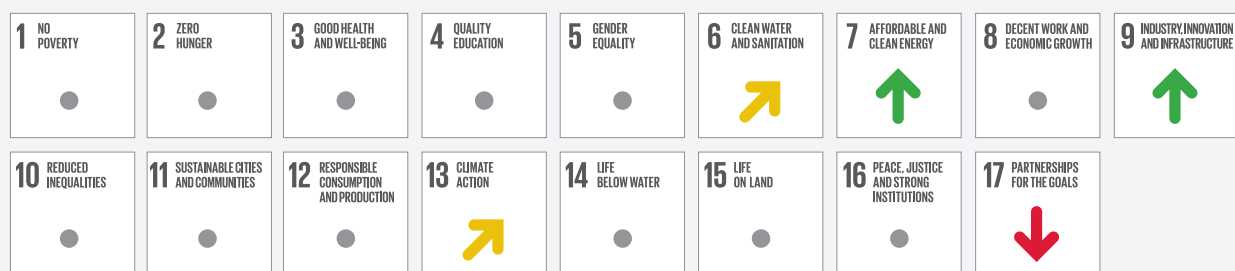 1 NO
POVERTY
2 ZERO
HUNGER
3 GOOD HEALTH
AND WELL-BEING
4 QUALITY
EDUCATION
5 GENDER
EQUALITY
6 CLEAN WATER
AND SANITATION
7 AFFORDABLE AND
CLEAN ENERGY
8 DECENT WORK AND
ECONOMIC GROWTH
9 INDUSTRY, INNOVATION
AND INFRASTRUCTURE
10 REDUCED
INEQUALITIES
11 SUSTAINABLE CITIES
AND COMMUNITIES
12 RESPONSIBLE
CONSUMPTION
AND PRODUCTION
13 CLIMATE
ACTION
14 LIFE
BELOW WATER
15 LIFE
ON LAND
16 PEACE, JUSTICE
AND STRONG
INSTITUTIONS
17 PARTNERSHIPS
FOR THE GOALS